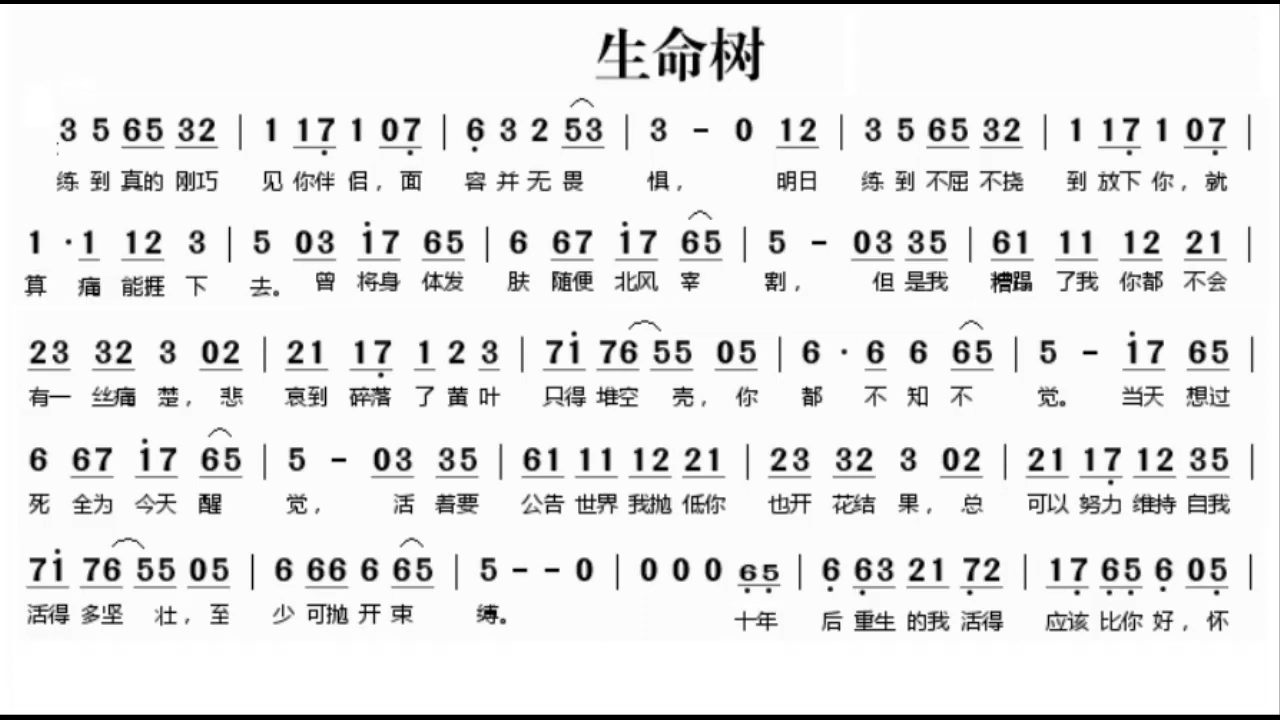 生命树
3 5 65 32 | 1 17 1 07 | 6 3 2 53 | 3 - 0 12 | 3 5 65 32 | 1 17 1 07 |
练到真的刚巧 见你伴侣，面 容并无畏 惧， 明日 练到不屈不挠 到放下你，就
1 ·1 12 3 | 5 03 i7 65 | 6 67 i7 65 | 5 - 03 35 | 61 11 12 21 |
算 痛 能捱 下 去。曾 将身 体发 肤 随便 北风 宰 割， 但 是我 糟蹋 了我 你都 不会
23 32 3 02 | 21 17 1 2 3 | 7i 76 55 05 | 6 · 6 6 65 | 5 - i7 65 |
有一 丝痛 楚，悲 哀到 碎落 了 黄 叶 只得 堆空 壳，你 都 不 知 不 觉。 当天 想过
6 67 i7 65 | 5 - 03 35 | 61 11 12 21 | 23 32 3 02 | 21 17 12 35 |
死 全为 今天 醒 觉， 活 着要 公告 世界 我抛 低你 也开 花结 果，总 可以 努力 维持 自我
7i 76 55 05 | 6 66 6 65 | 5 - - 0 | 0 0 0 65 | 6 63 21 72 | 17 65 6 05 |
活得 多坚 壮，至 少 可抛 开 束 缚。 十年 后 重生 的我 活得 应该 比你 好，怀